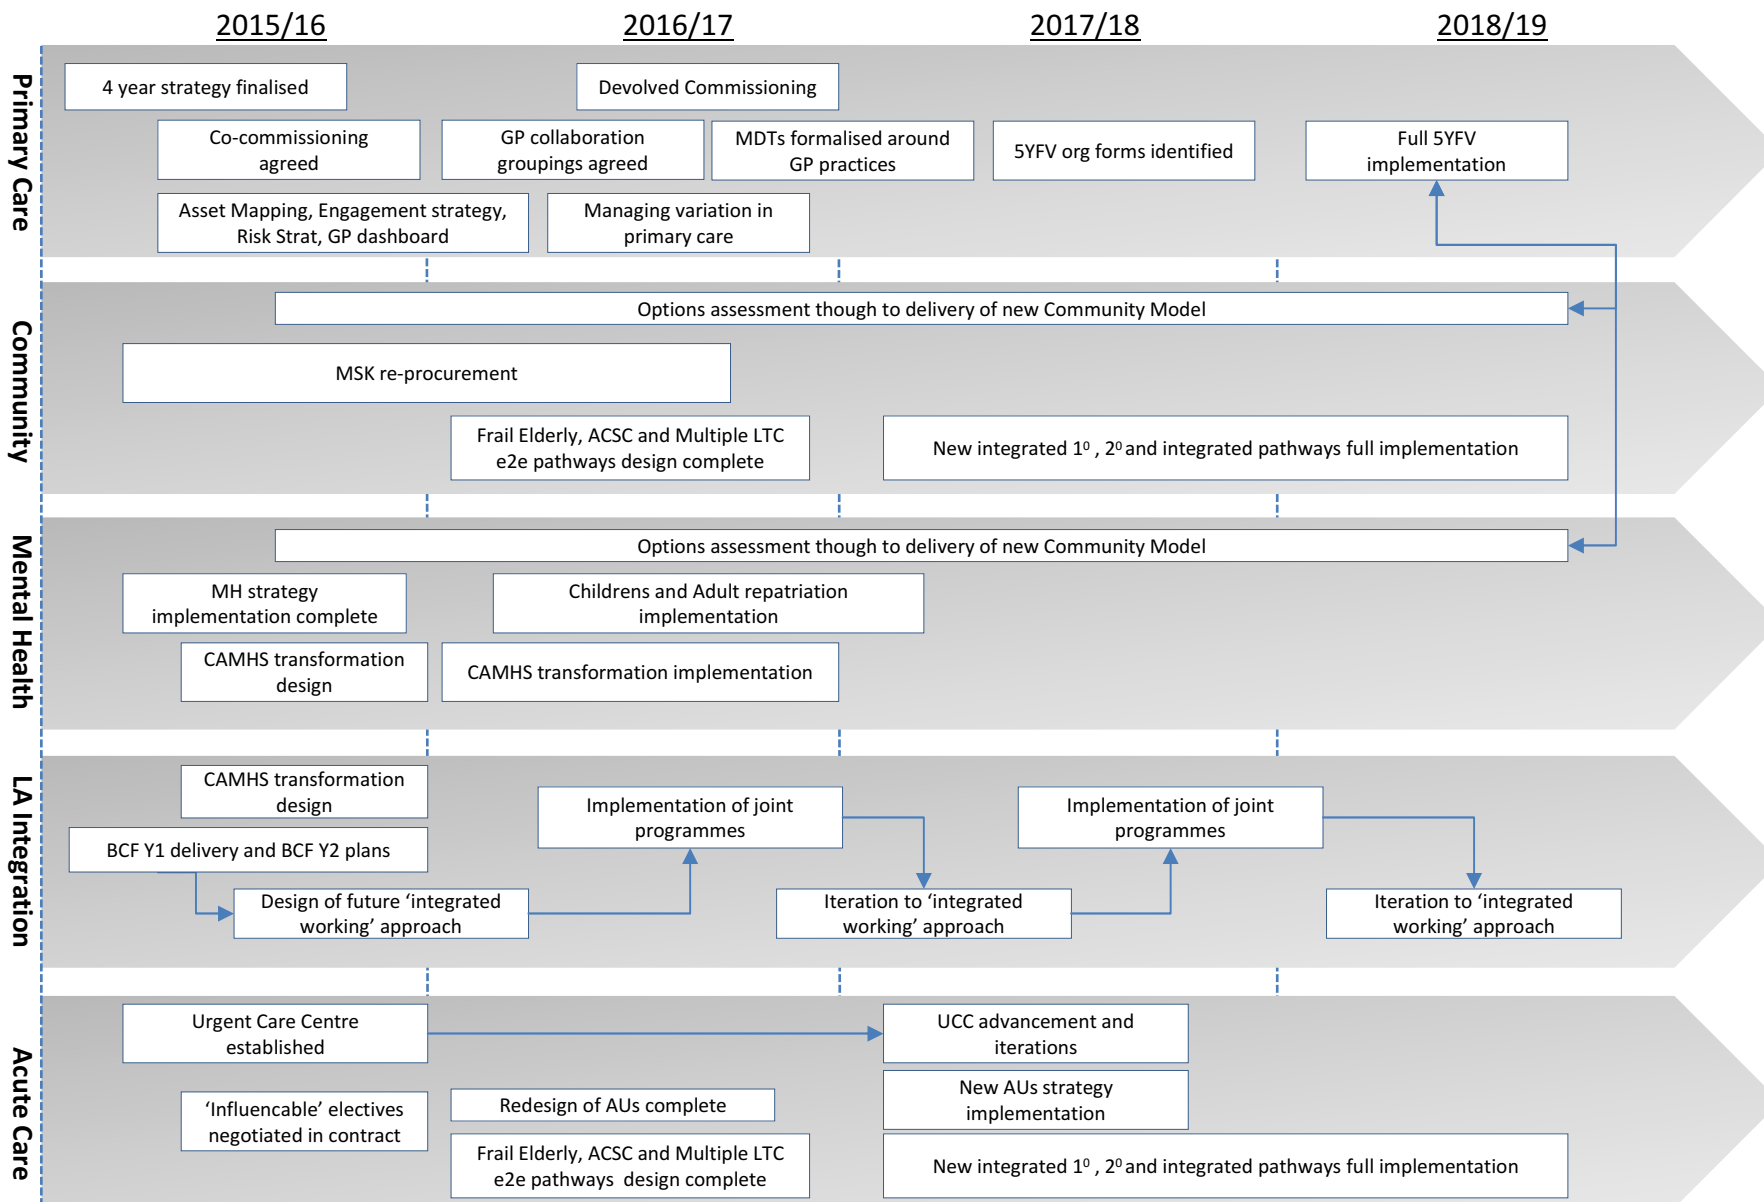 2015/16
2016/17
2017/18
2018/19
Primary Care
4 year strategy finalised
Devolved Commissioning
Co-commissioning
agreed
GP collaboration
groupings agreed
MDTs formalised around
GP practices
5YFV org forms identified
Full 5YFV
implementation
Asset Mapping, Engagement strategy,
Risk Strat, GP dashboard
Managing variation in
primary care
Community
Options assessment though to delivery of new Community Model
MSK re-procurement
Frail Elderly, ACSC and Multiple LTC
e2e pathways design complete
New integrated 1⁰ , 2⁰ and integrated pathways full implementation
Mental Health
Options assessment though to delivery of new Community Model
MH strategy
implementation complete
Childrens and Adult repatriation
implementation
CAMHS transformation
design
CAMHS transformation implementation
LA Integration
CAMHS transformation
design
BCF Y1 delivery and BCF Y2 plans
Design of future ‘integrated
working’ approach
Implementation of joint
programmes
Iteration to ‘integrated
working’ approach
Implementation of joint
programmes
Iteration to ‘integrated
working’ approach
Acute Care
Urgent Care Centre
established
UCC advancement and
iterations
‘Influencable’ electives
negotiated in contract
Redesign of AUs complete
New AUs strategy
implementation
Frail Elderly, ACSC and Multiple LTC
e2e pathways  design complete
New integrated 1⁰ , 2⁰ and integrated pathways full implementation